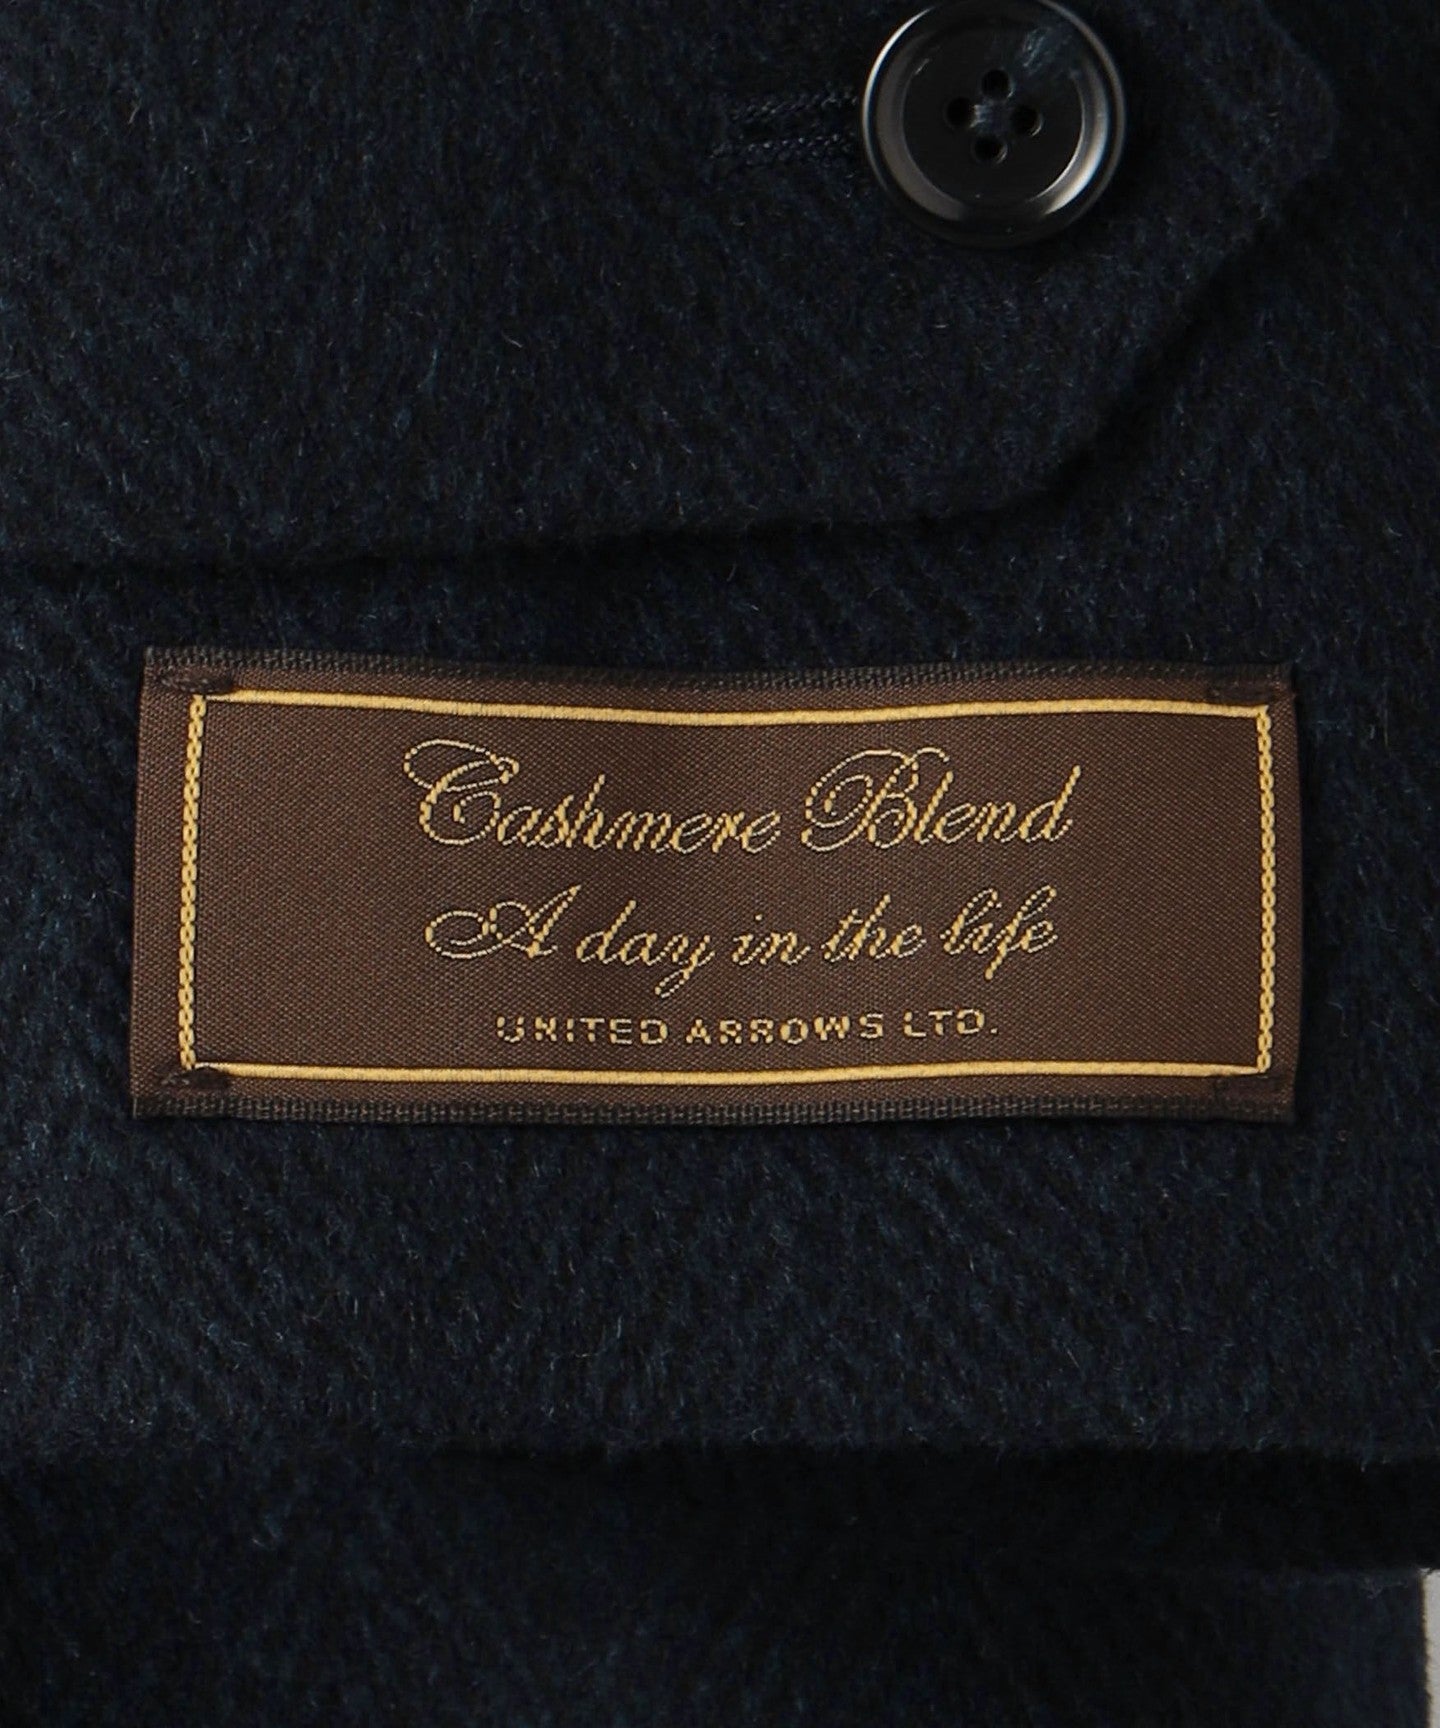 Cashmere Blend
A day in the life
UNITED ARROWS LTD.